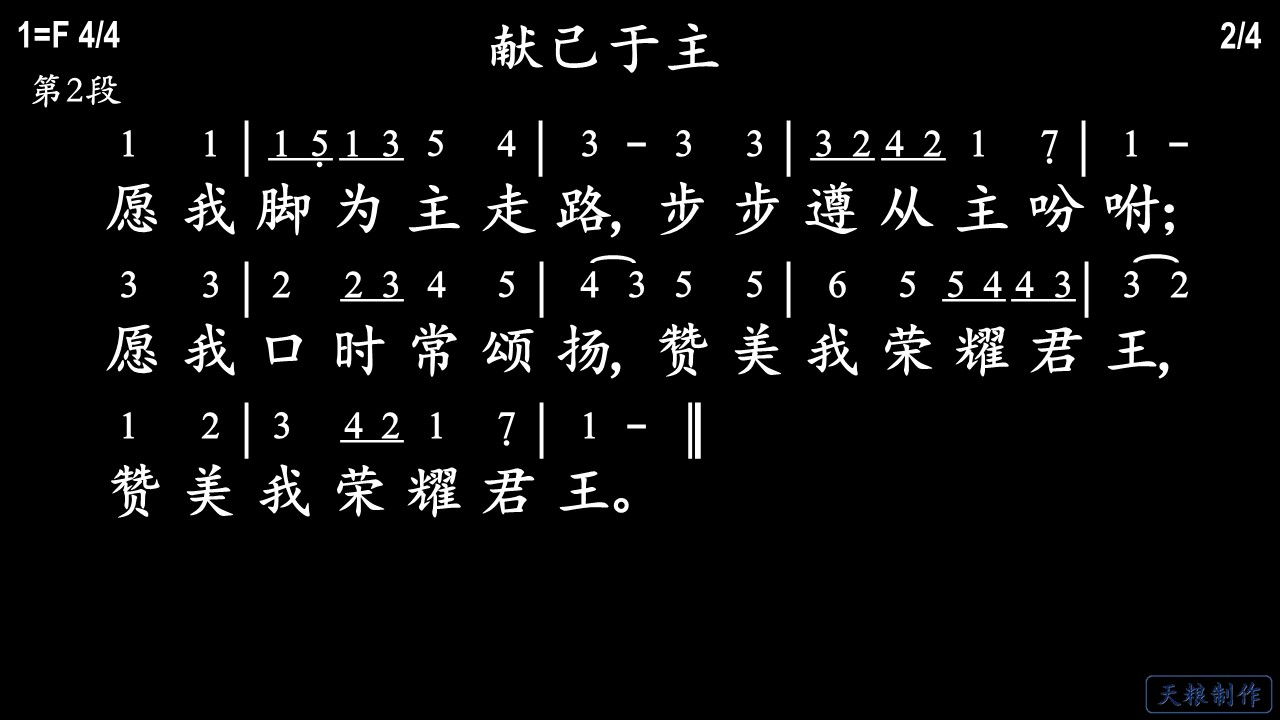 1=F 4/4
献己于主
2/4
第2段
1 1 | 1 5̣ 1 3 5 4 | 3 - 3 3 | 3 2 4 2 1 7̣ | 1 -
愿我脚为主走路,步步遵从主吩咐;
3 3 | 2 2 3 4 5 | 4 3 5 5 | 6 5 5 4 4 3 | 3 2
愿我口时常颂扬,赞美我荣耀君王,
1 2 | 3 4 2 1 7̣ | 1 - ‖
赞美我荣耀君王。
天粮制作